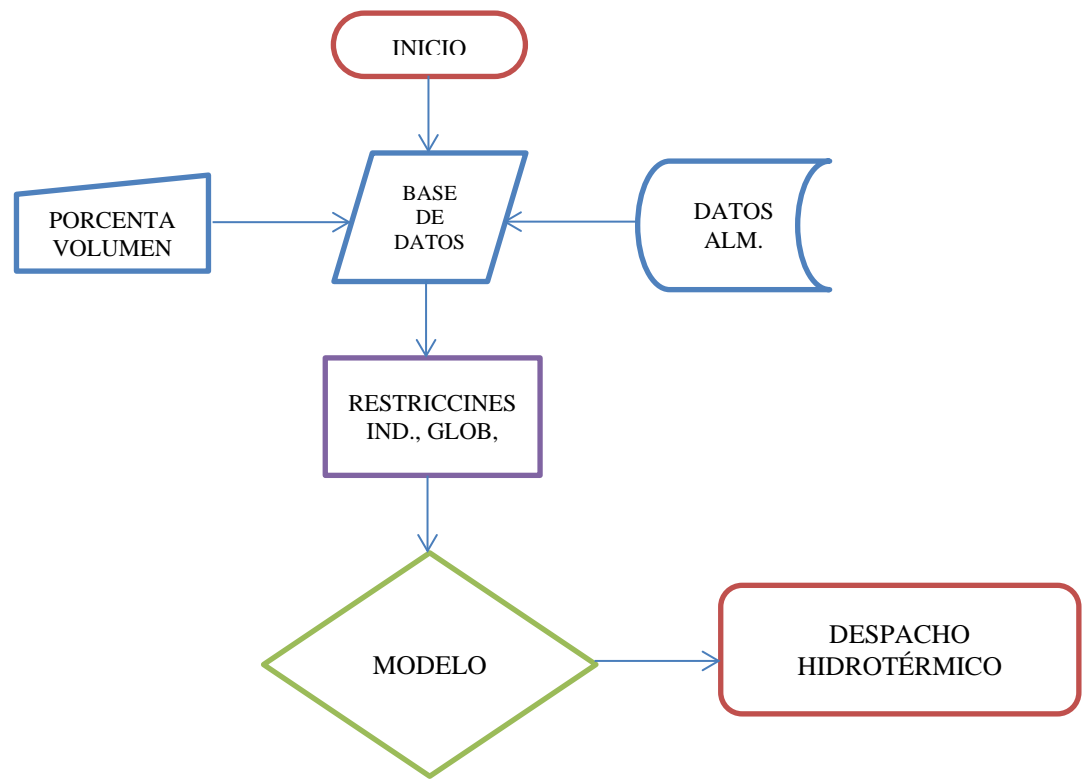 INICIO
BASE
DE
DATOS
PORCENTA
VOLUMEN
DATOS
ALM.
RESTRICCINES
IND., GLOB,
MODELO
DESPACHO
HIDROTÉRMICO